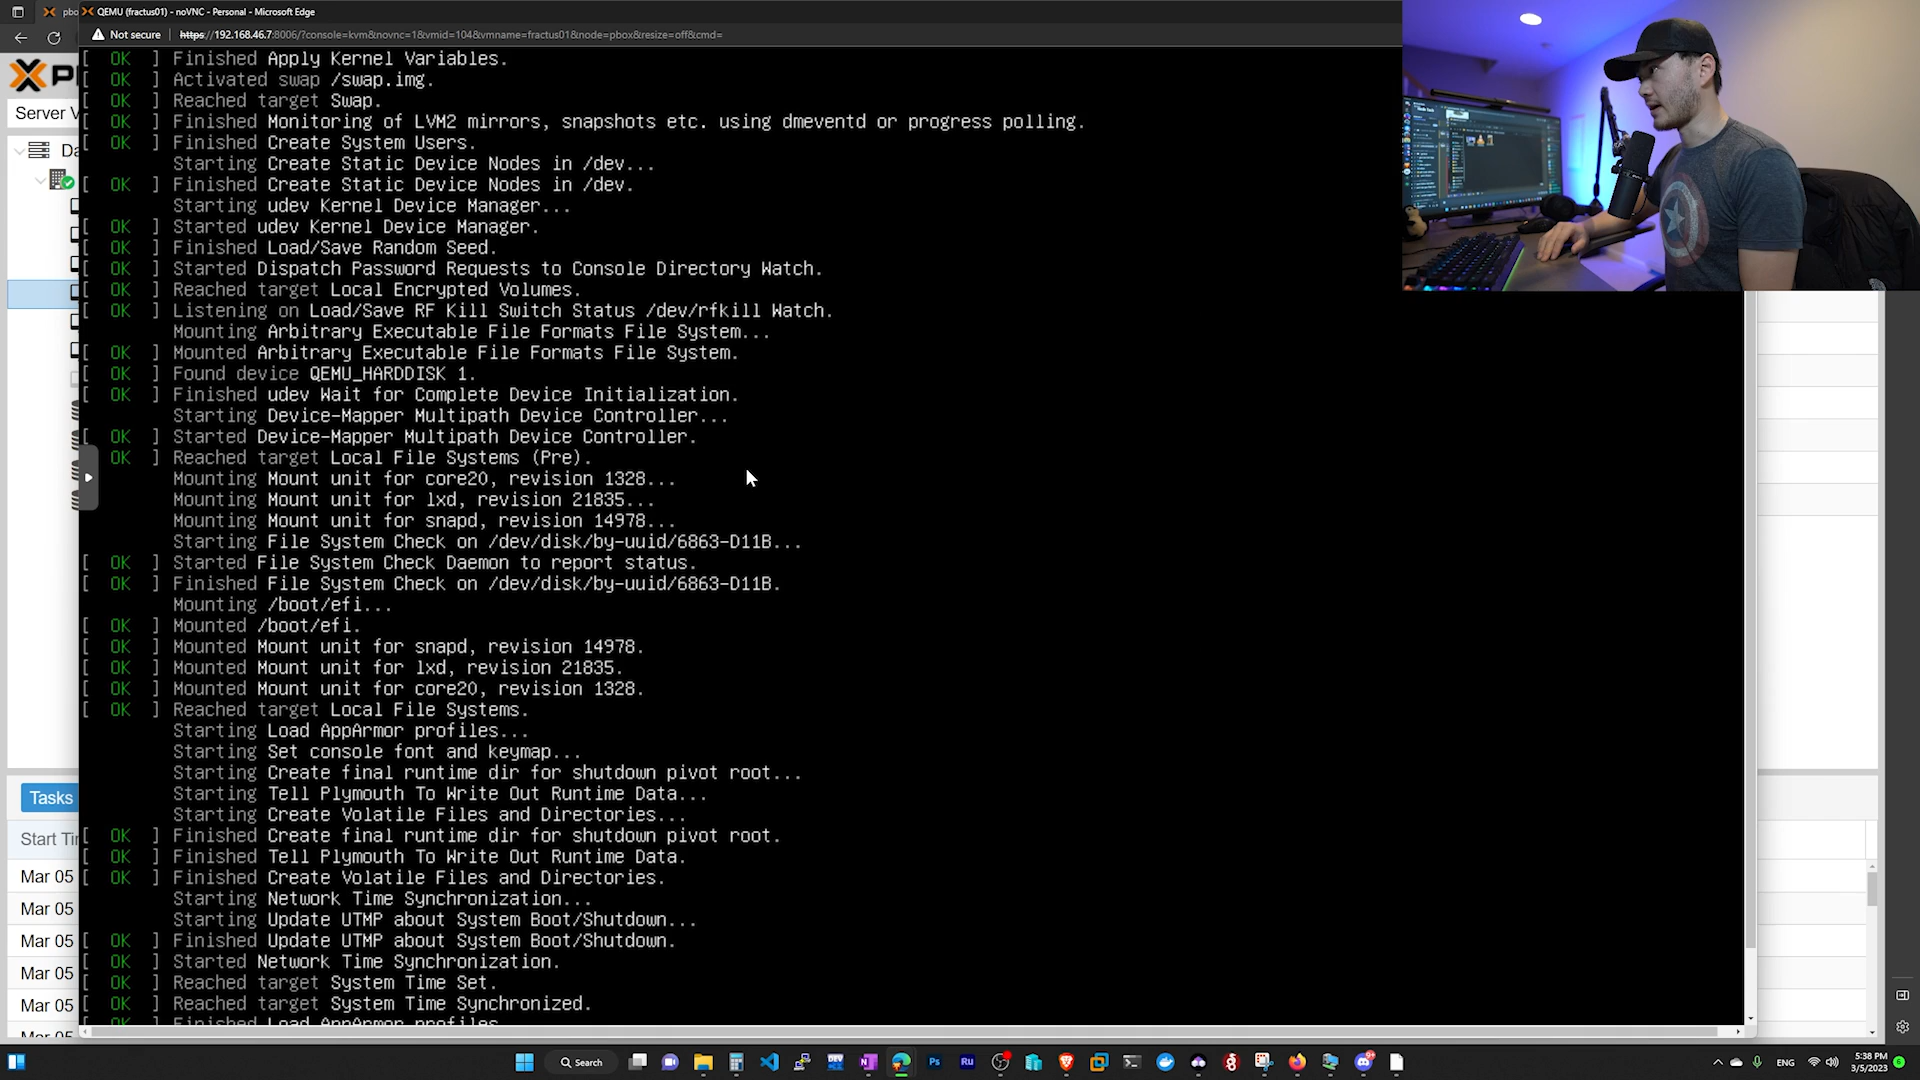 pbo
QEMU (fractus01) - noVNC - Personal - Microsoft Edge
Not secure
https://192.168.46.7:8006/?console=kvm&novnc=1&vmid=104&vmname=fractus01&node=pbox&resize=off&cmd=
Server V
Da
[ OK ] Finished Apply Kernel Variables.
[ OK ] Activated swap /swap.img.
[ OK ] Reached target Swap.
[ OK ] Finished Monitoring of LVM2 mirrors, snapshots etc. using dmeventd or progress polling.
[ OK ] Finished Create System Users.
Starting Create Static Device Nodes in /dev...
[ OK ] Finished Create Static Device Nodes in /dev.
Starting udev Kernel Device Manager...
[ OK ] Started udev Kernel Device Manager.
[ OK ] Finished Load/Save Random Seed.
[ OK ] Started Dispatch Password Requests to Console Directory Watch.
[ OK ] Reached target Local Encrypted Volumes.
[ OK ] Listening on Load/Save RF Kill Switch Status /dev/rfkill Watch.
Mounting Arbitrary Executable File Formats File System...
[ OK ] Mounted Arbitrary Executable File Formats File System.
[ OK ] Found device QEMU_HARDDISK 1.
[ OK ] Finished udev Wait for Complete Device Initialization.
Starting Device-Mapper Multipath Device Controller...
[ OK ] Started Device-Mapper Multipath Device Controller.
OK ] Reached target Local File Systems (Pre).
Mounting Mount unit for core20, revision 1328...
Mounting Mount unit for lxd, revision 21835...
Mounting Mount unit for snapd, revision 14978...
Starting File System Check on /dev/disk/by-uuid/6863-D11B...
[ OK ] Started File System Check Daemon to report status.
[ OK ] Finished File System Check on /dev/disk/by-uuid/6863-D11B.
Mounting /boot/efi...
[ OK ] Mounted /boot/efi.
[ OK ] Mounted Mount unit for snapd, revision 14978.
[ OK ] Mounted Mount unit for lxd, revision 21835.
[ OK ] Mounted Mount unit for core20, revision 1328.
[ OK ] Reached target Local File Systems.
Starting Load AppArmor profiles...
Starting Set console font and keymap...
Starting Create final runtime dir for shutdown pivot root...
Starting Tell Plymouth To Write Out Runtime Data...
Starting Create Volatile Files and Directories...
[ OK ] Finished Create final runtime dir for shutdown pivot root.
[ OK ] Finished Tell Plymouth To Write Out Runtime Data.
[ OK ] Finished Create Volatile Files and Directories.
Starting Network Time Synchronization...
Starting Update UTMP about System Boot/Shutdown...
[ OK ] Finished Update UTMP about System Boot/Shutdown.
[ OK ] Started Network Time Synchronization.
[ OK ] Reached target System Time Set.
[ OK ] Reached target System Time Synchronized.
[ OK ] Finished Load AppArmor profiles
Tasks
Start Tim
Mar 05
Mar 05
Mar 05
Mar 05
Mar 05
Mar 05
Search
Ps
Ru
ENG
5:38 PM
3/5/2023